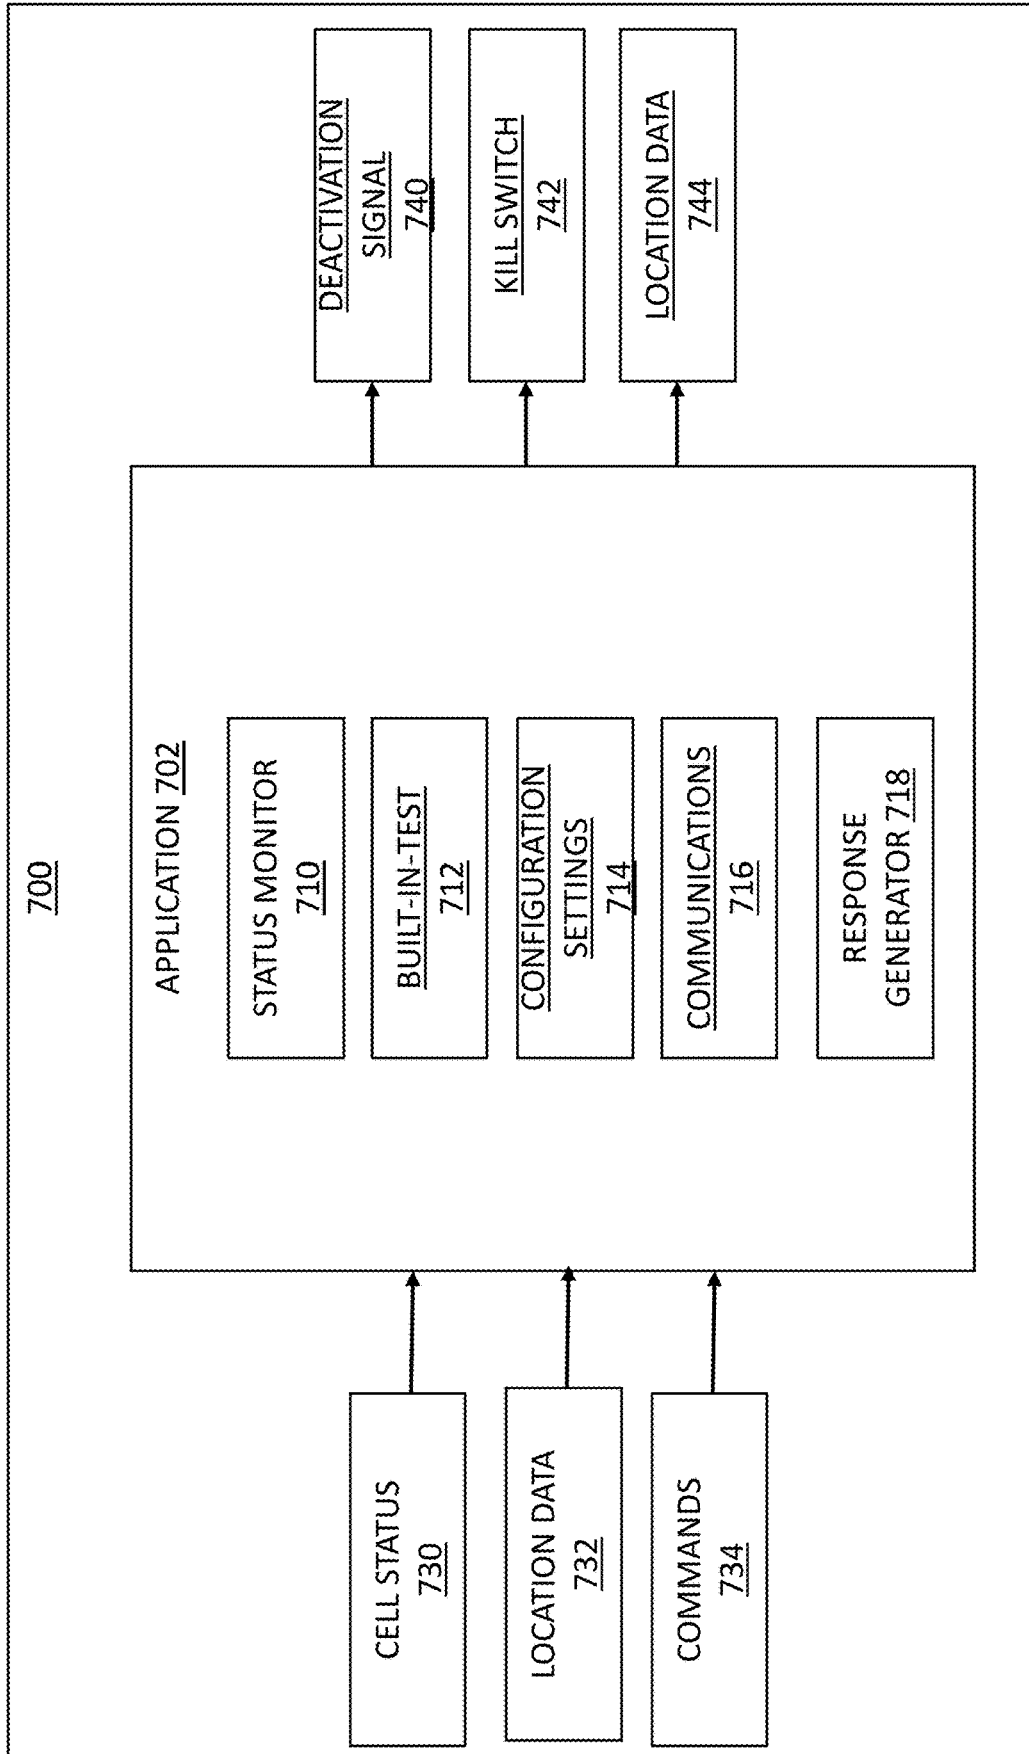 700
CELL STATUS
730
LOCATION DATA
732
COMMANDS
734
APPLICATION 702
STATUS MONITOR
710
BUILT-IN-TEST
712
CONFIGURATION
SETTINGS
714
COMMUNICATIONS
716
RESPONSE
GENERATOR 718
DEACTIVATION
SIGNAL
740
KILL SWITCH
742
LOCATION DATA
744